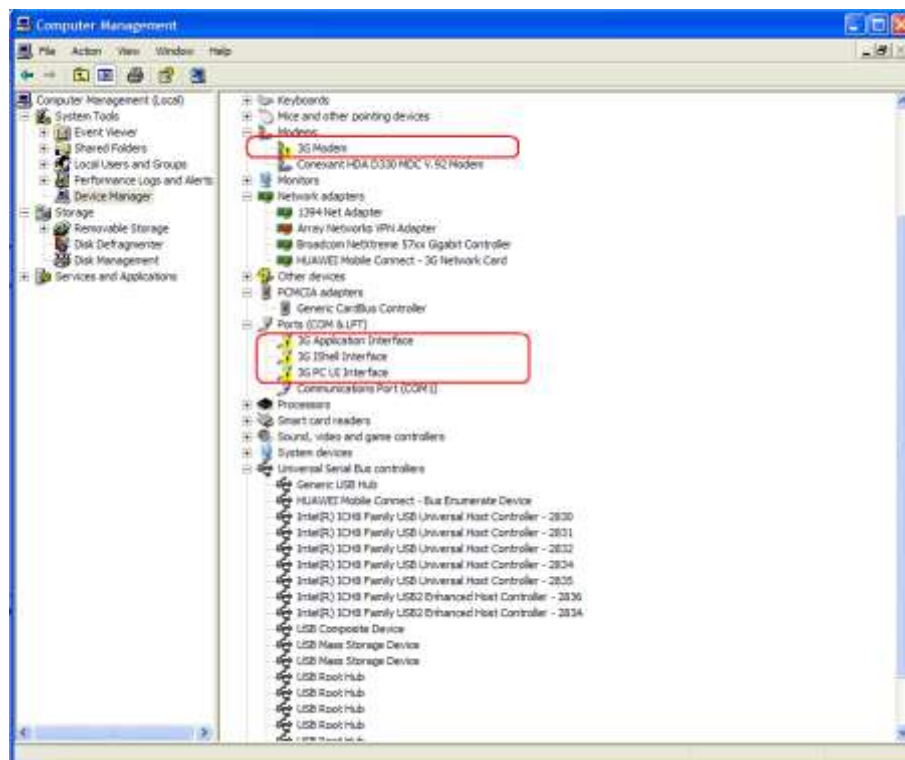 Computer Management
File Action View Window Help
Computer Management (Local)
System Tools
Event Viewer
Shared Folders
Local Users and Groups
Performance Logs and Alerts
Device Manager
Storage
Removable Storage
Disk Defragmenter
Disk Management
Services and Applications
Keyboards
Mice and other pointing devices
Modems
3G Modem
Conexant HDA D330 MDC V.92 Modem
Monitors
Network adapters
1394 Net Adapter
Array Networks VPN Adapter
Broadcom NetXtreme 57xx Gigabit Controller
HUAWEI Mobile Connect - 3G Network Card
Other devices
PCMCIA adapters
Generic CardBus Controller
Ports (COM & LPT)
3G Application Interface
3G IShell Interface
3G PC UI Interface
Communications Port (COM1)
Processors
Smart card readers
Sound, video and game controllers
System devices
Universal Serial Bus controllers
Generic USB Hub
HUAWEI Mobile Connect - Bus Enumerate Device
Intel(R) ICH8 Family USB Universal Host Controller - 2830
Intel(R) ICH8 Family USB Universal Host Controller - 2831
Intel(R) ICH8 Family USB Universal Host Controller - 2832
Intel(R) ICH8 Family USB Universal Host Controller - 2834
Intel(R) ICH8 Family USB Universal Host Controller - 2835
Intel(R) ICH8 Family USB2 Enhanced Host Controller - 2836
Intel(R) ICH8 Family USB2 Enhanced Host Controller - 283A
USB Composite Device
USB Mass Storage Device
USB Mass Storage Device
USB Root Hub
USB Root Hub
USB Root Hub
USB Root Hub
USB Root Hub